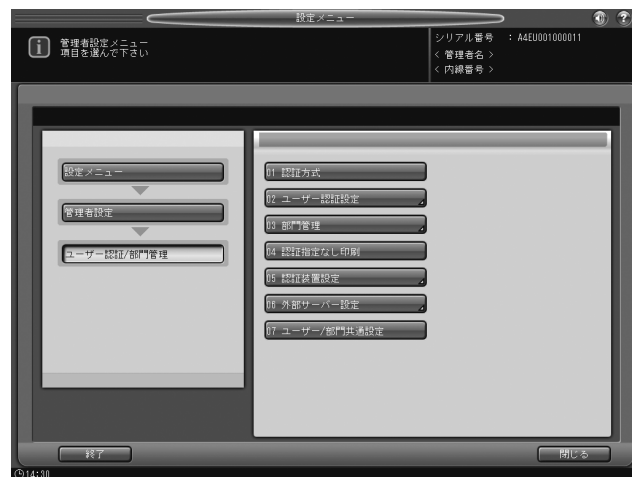 設定メニュー
管理者設定メニュー
項目を選んで下さい
シリアル番号 : A4EU001000011
< 管理者名 >
< 内線番号 >
設定メニュー
管理者設定
ユーザー認証/部門管理
01 認証方式
02 ユーザー認証設定
03 部門管理
04 認証指定なし印刷
05 認証装置設定
06 外部サーバー設定
07 ユーザー/部門共通設定
終了
閉じる
14:30